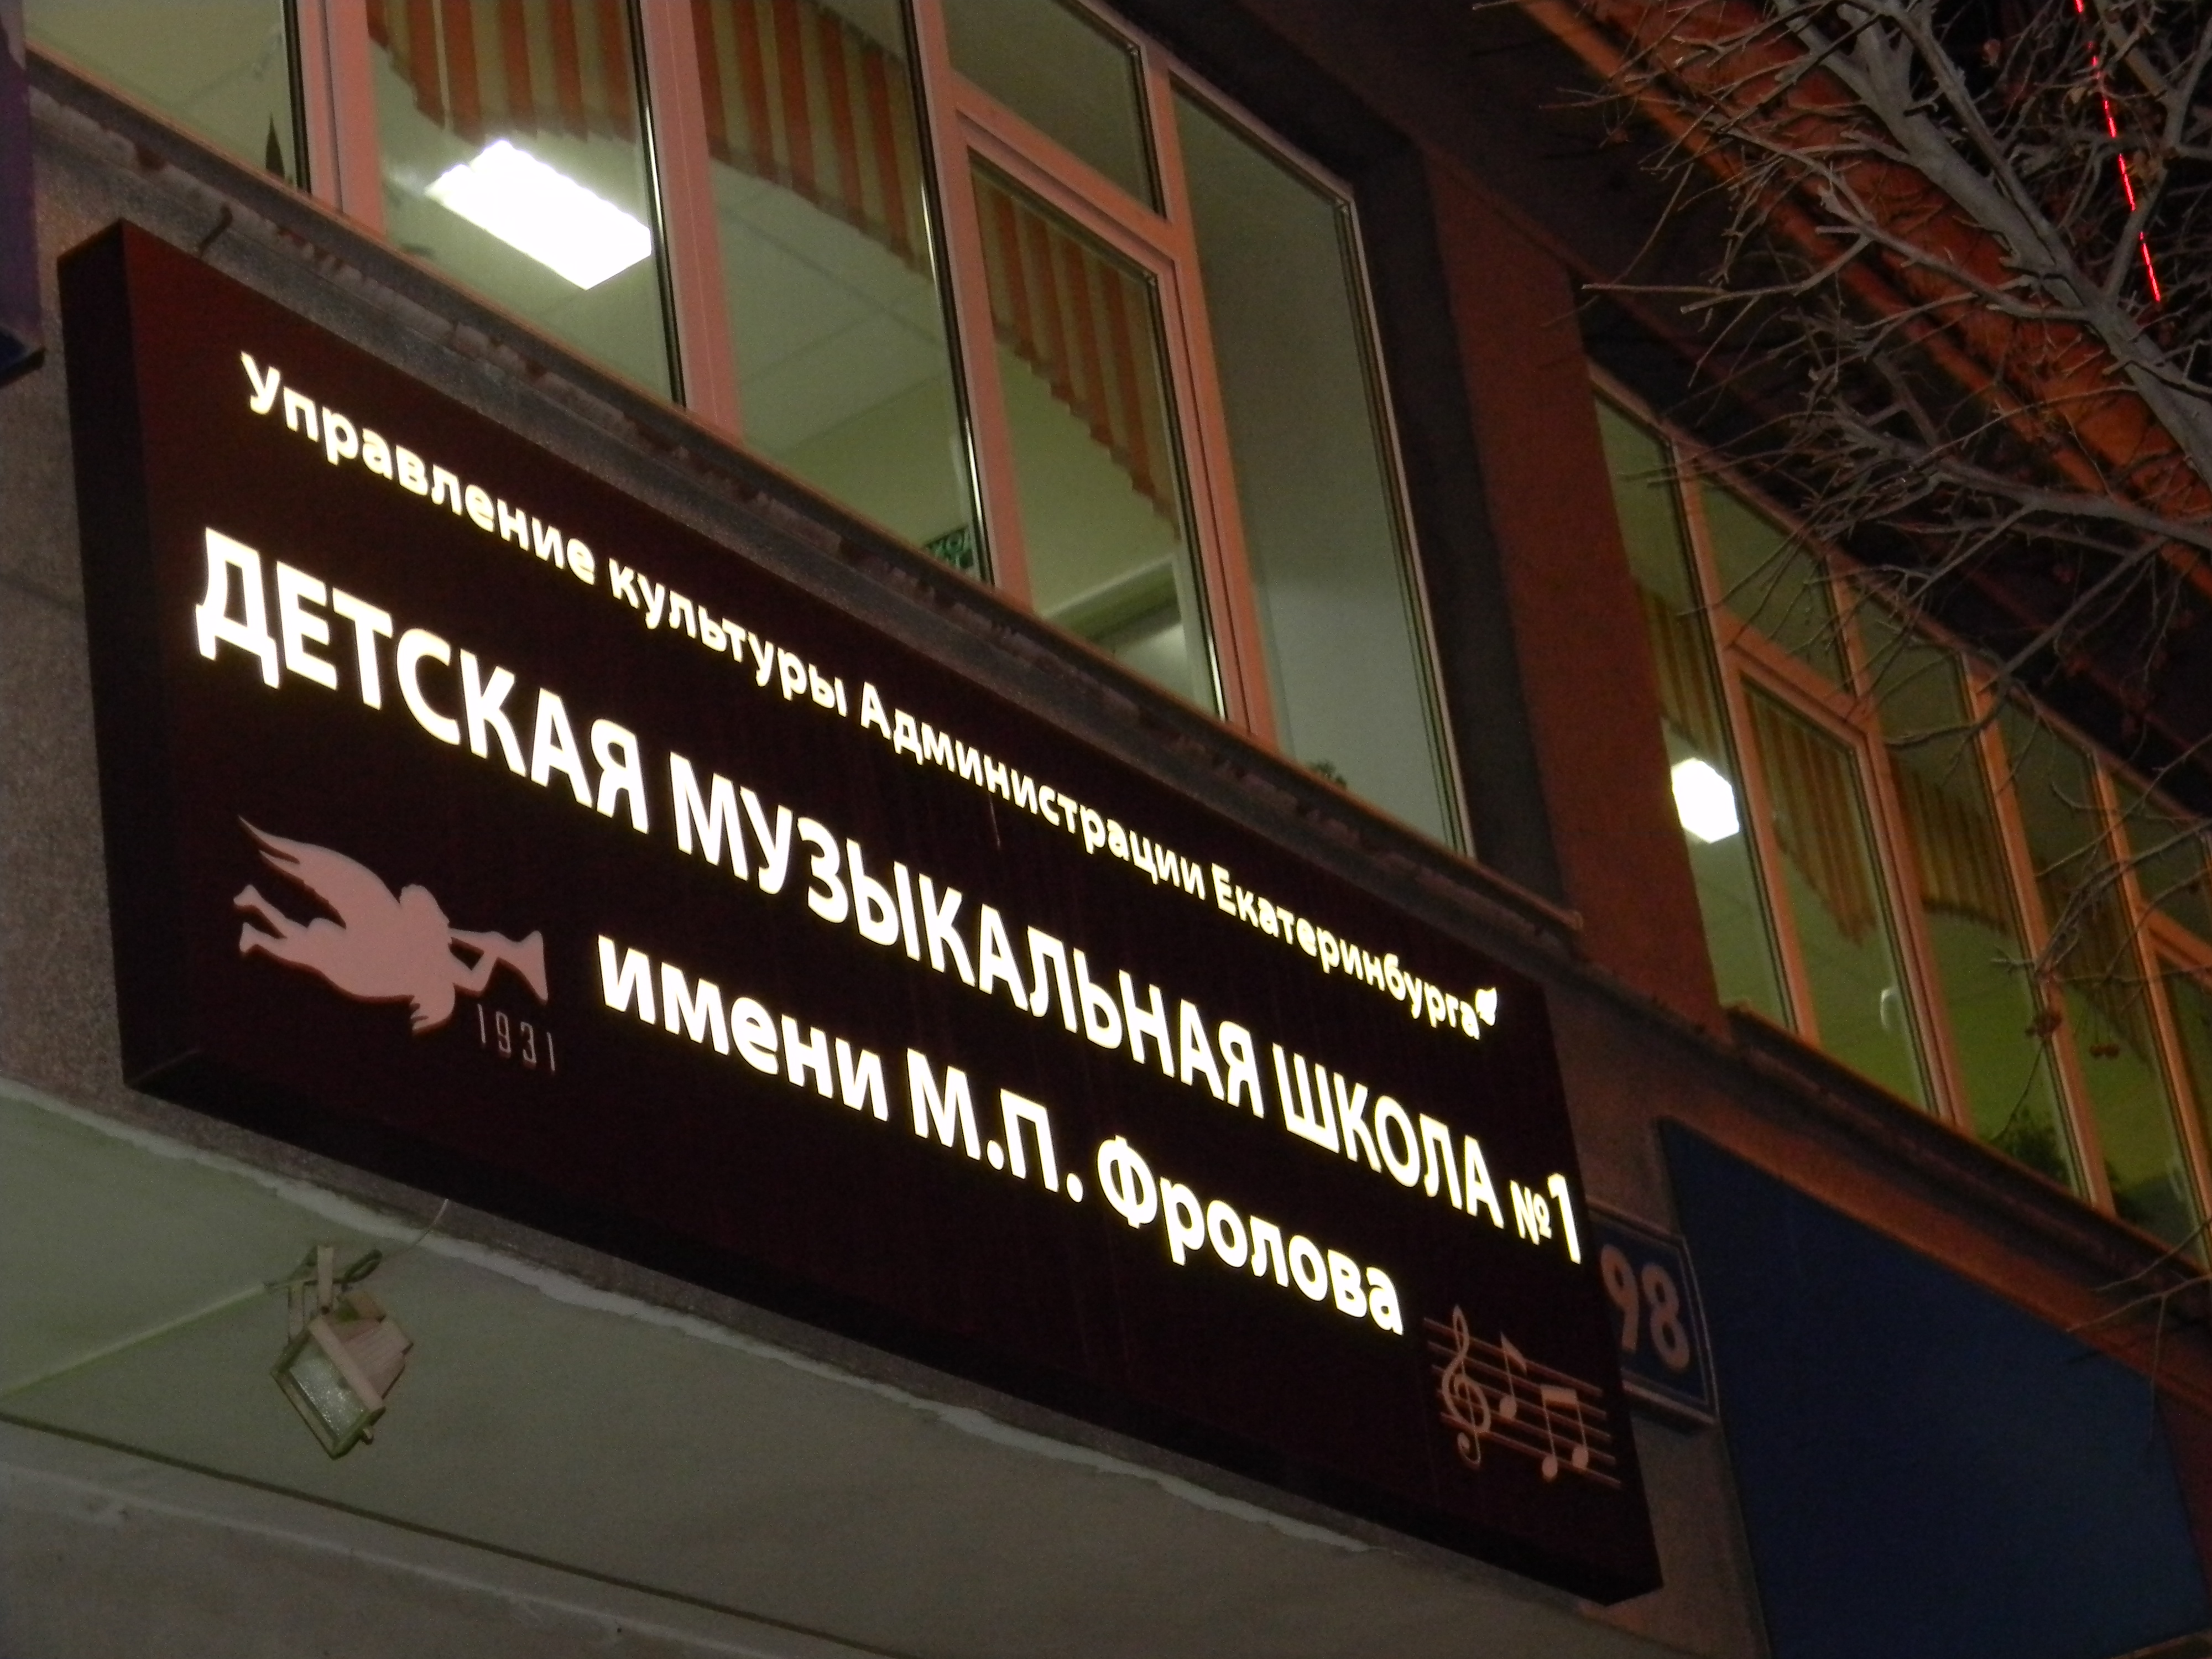 Управление культуры Администрации Екатеринбурга
ДЕТСКАЯ МУЗЫКАЛЬНАЯ ШКОЛА №1
имени М.П. Фролова
1931
98